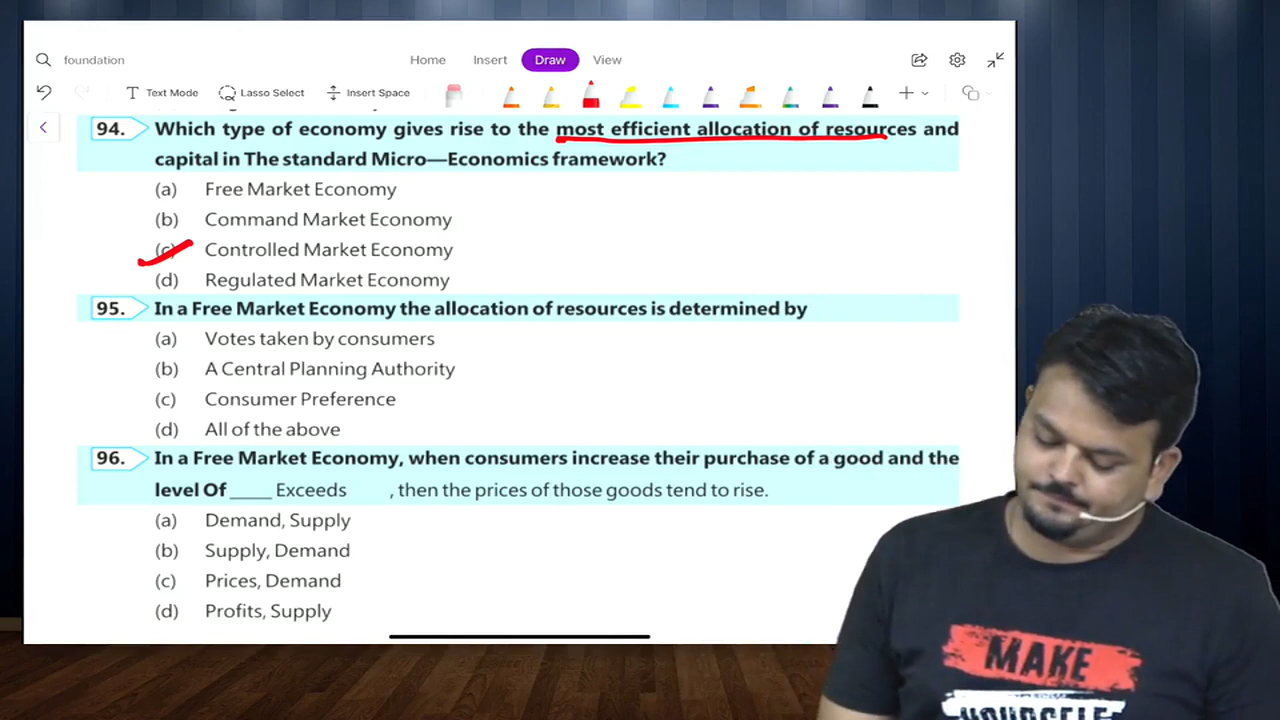 foundation
Home
Insert
Draw
View
Text Mode
Lasso Select
Insert Space
94. Which type of economy gives rise to the most efficient allocation of resources and
capital in The standard Micro—Economics framework?
(a) Free Market Economy
(b) Command Market Economy
(c) Controlled Market Economy
(d) Regulated Market Economy
95. In a Free Market Economy the allocation of resources is determined by
(a) Votes taken by consumers
(b) A Central Planning Authority
(c) Consumer Preference
(d) All of the above
96. In a Free Market Economy, when consumers increase their purchase of a good and the
level Of _____ Exceeds , then the prices of those goods tend to rise.
(a) Demand, Supply
(b) Supply, Demand
(c) Prices, Demand
(d) Profits, Supply
MAKE
YOURSELF